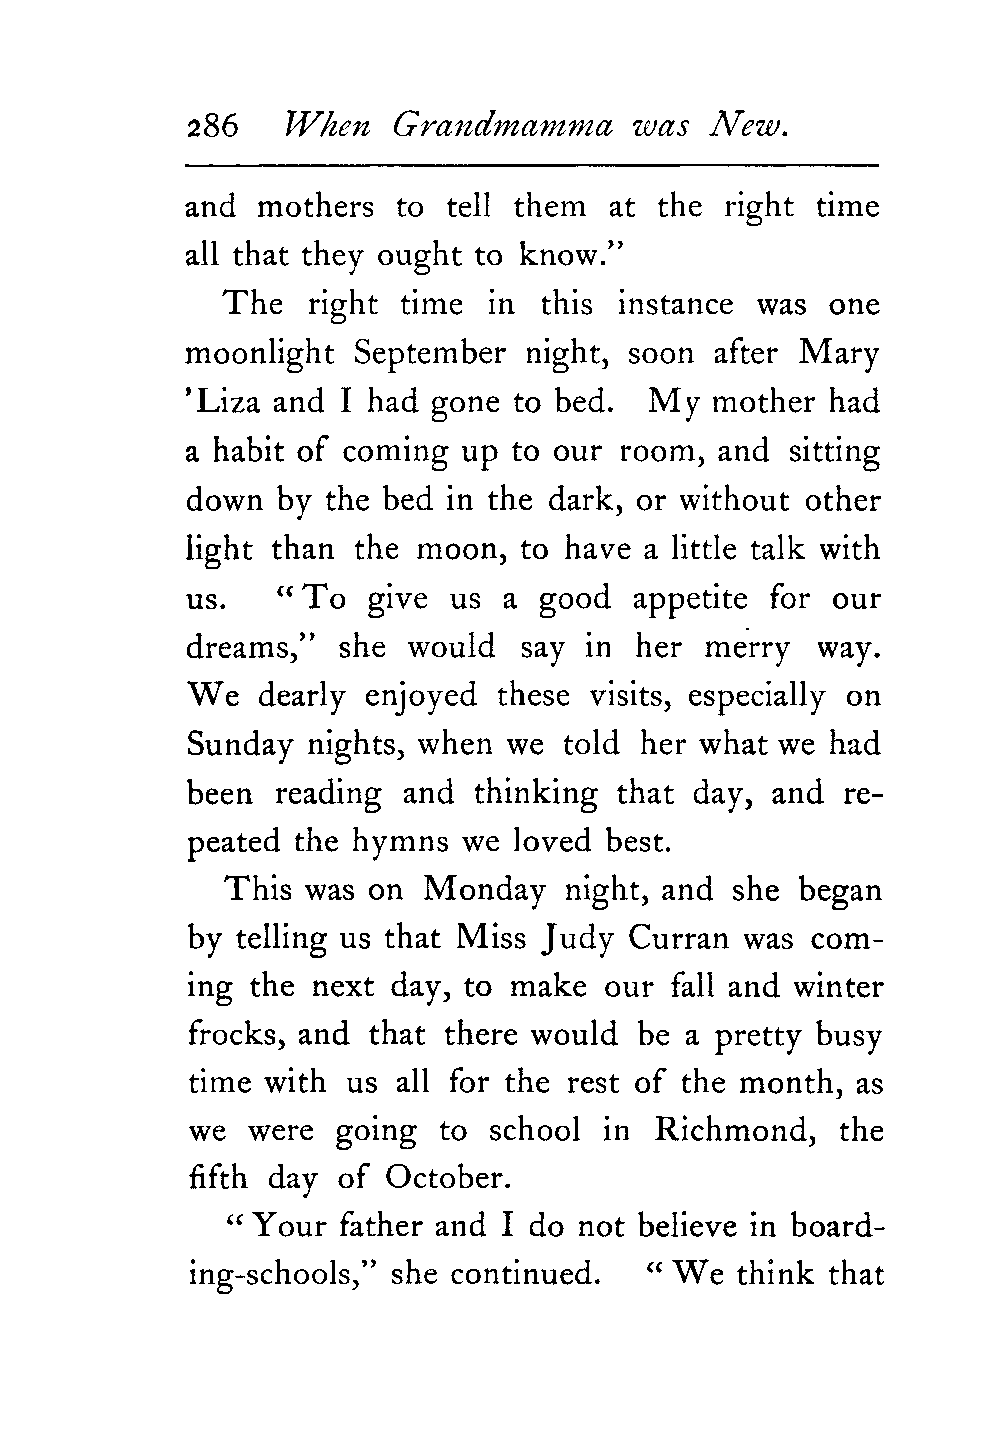 286 When Grandmamma was New.
and mothers to tell them at the right time
all that they ought to know."
The right time in this instance was one
moonlight September night, soon after Mary
'Liza and I had gone to bed. My mother had
a habit of coming up to our room, and sitting
down by the bed in the dark, or without other
light than the moon, to have a little talk with
us. "To give us a good appetite for our
dreams," she would say in her merry way.
We dearly enjoyed these visits, especially on
Sunday nights, when we told her what we had
been reading and thinking that day, and re-
peated the hymns we loved best.
This was on Monday night, and she began
by telling us that Miss Judy Curran was com-
ing the next day, to make our fall and winter
frocks, and that there would be a pretty busy
time with us all for the rest of the month, as
we were going to school in Richmond, the
fifth day of October.
"Your father and I do not believe in board-
ing-schools," she continued. "We think that